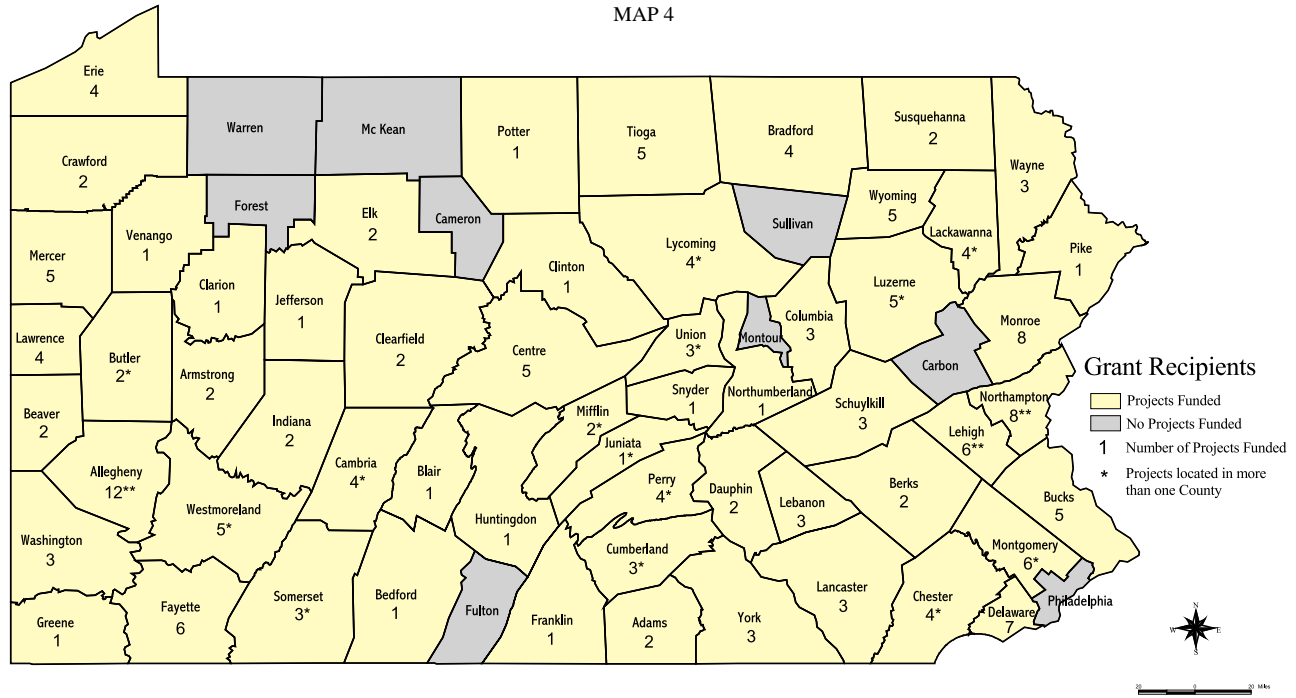 MAP 4
Erie
4
Warren
Mc Kean
Potter
1
Tioga
5
Bradford
4
Susquehanna
2
Wayne
3
Crawford
2
Forest
Elk
2
Cameron
Sullivan
Wyoming
5
Lackawanna
4*
Pike
1
Mercer
5
Venango
1
Clarion
1
Jefferson
1
Clinton
1
Lycoming
4*
Luzerne
5*
Columbia
3
Montour
Monroe
8
Carbon
Lawrence
4
Butler
2*
Armstrong
2
Clearfield
2
Centre
5
Union
3*
Snyder
1
Northumberland
1
Schuylkill
3
Northampton
8**
Lehigh
6**
Beaver
2
Indiana
2
Mifflin
2*
Juniata
1*
Allegheny
12**
Westmoreland
5*
Cambria
4*
Blair
1
Huntingdon
1
Perry
4*
Dauphin
2
Lebanon
3
Berks
2
Bucks
5
Montgomery
6*
Washington
3
Cumberland
3*
Lancaster
3
Chester
4*
Delaware
7
Philadelphia
Greene
1
Fayette
6
Somerset
3*
Bedford
1
Fulton
Franklin
1
Adams
2
York
3
Grant Recipients
Projects Funded
No Projects Funded
1 Number of Projects Funded
* Projects located in more
than one County
N
W E
S
20 0 20 Miles